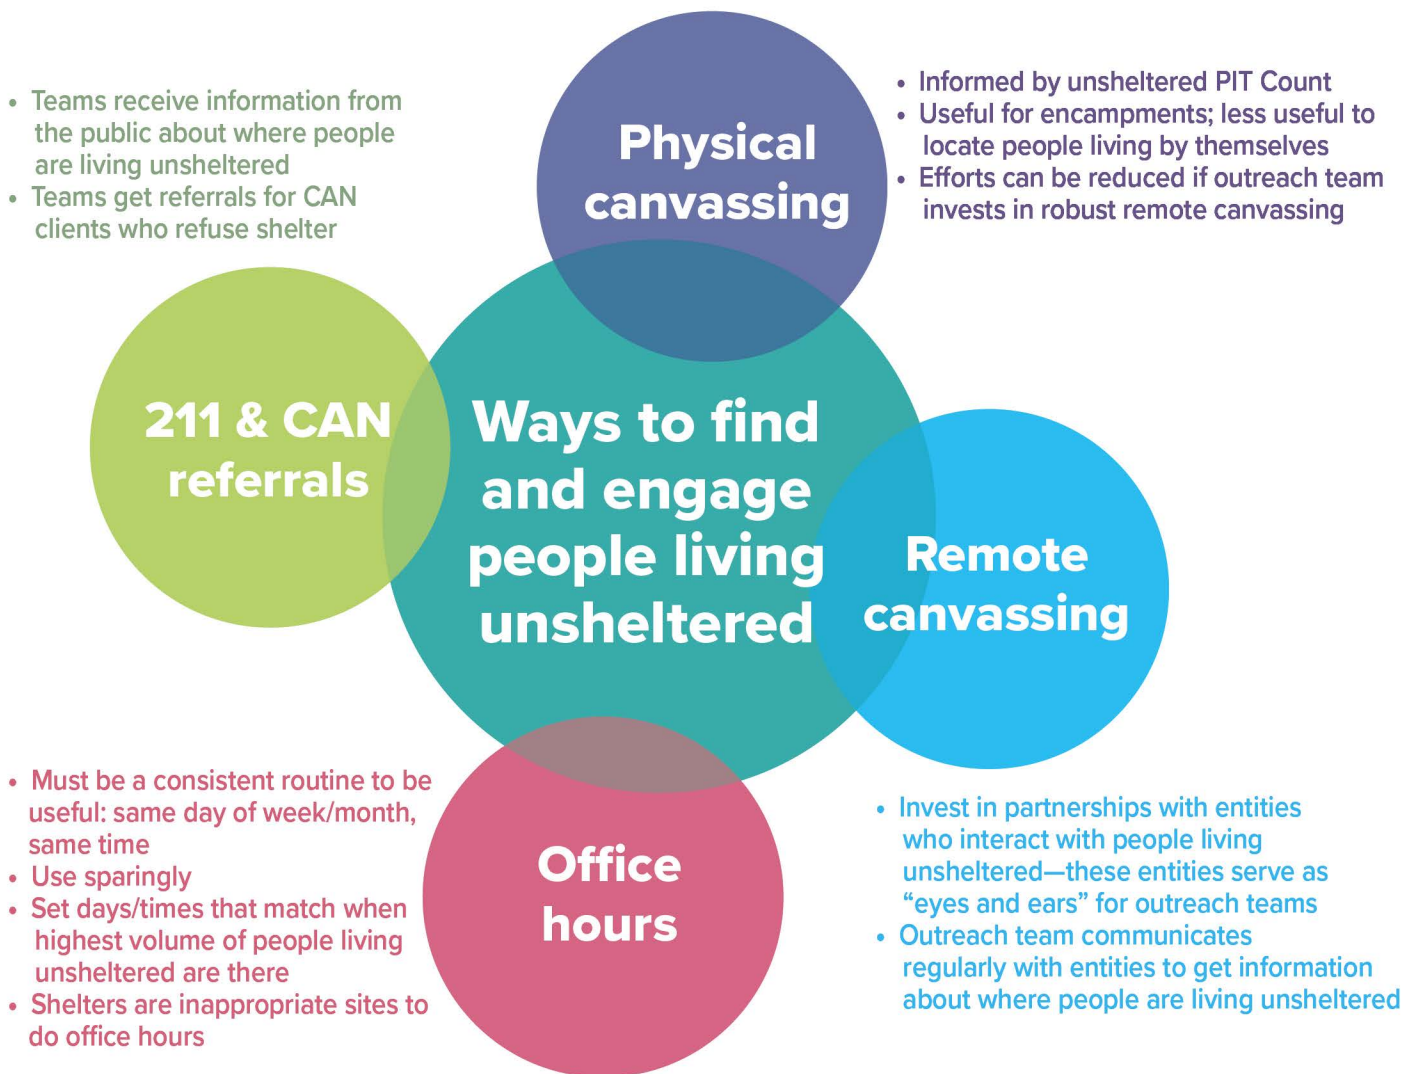 Physical
canvassing
• Informed by unsheltered PIT Count
• Useful for encampments; less useful to
locate people living by themselves
• Efforts can be reduced if outreach team
invests in robust remote canvassing
• Teams receive information from
the public about where people
are living unsheltered
• Teams get referrals for CAN
clients who refuse shelter
211 & CAN
referrals
Ways to find
and engage
people living
unsheltered
Remote
canvassing
• Invest in partnerships with entities
who interact with people living
unsheltered—these entities serve as
“eyes and ears” for outreach teams
• Outreach team communicates
regularly with entities to get information
about where people are living unsheltered
• Must be a consistent routine to be
useful: same day of week/month,
same time
• Use sparingly
• Set days/times that match when
highest volume of people living
unsheltered are there
• Shelters are inappropriate sites to
do office hours
Office
hours